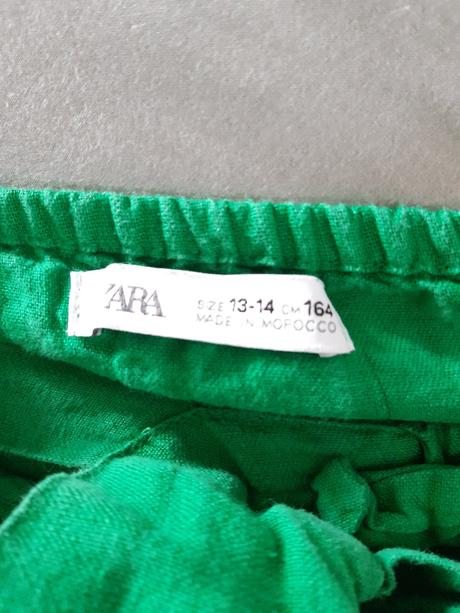 ZARA SIZE 13-14 CM 164
MADE IN MOROCCO